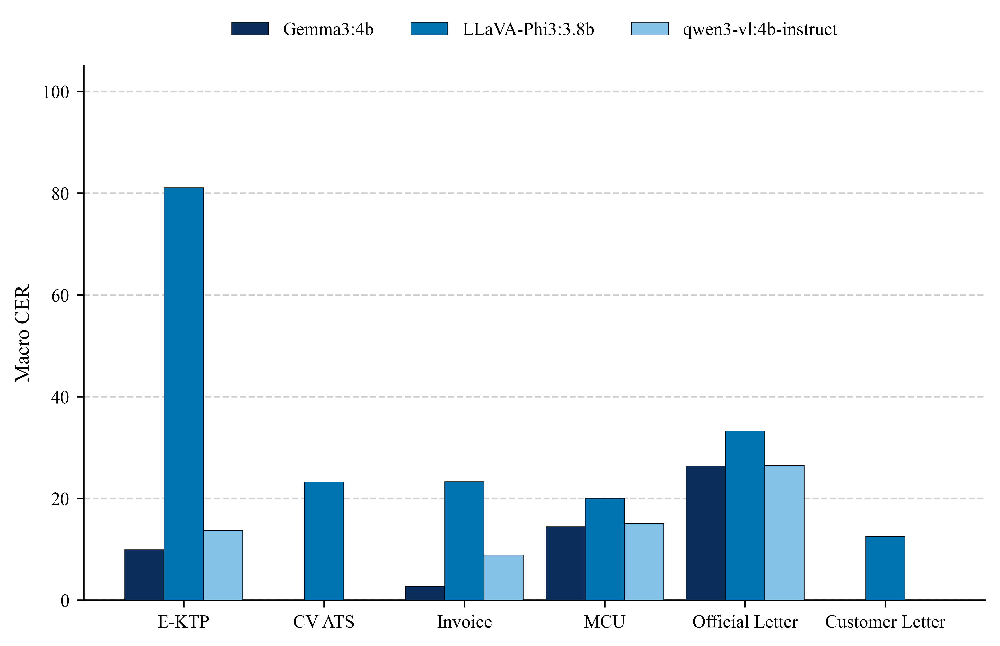 Gemma3:4b LLaVA-Phi3:3.8b qwen3-vl:4b-instruct
Macro CER
100
80
60
40
20
0
E-KTP CV ATS Invoice MCU Official Letter Customer Letter